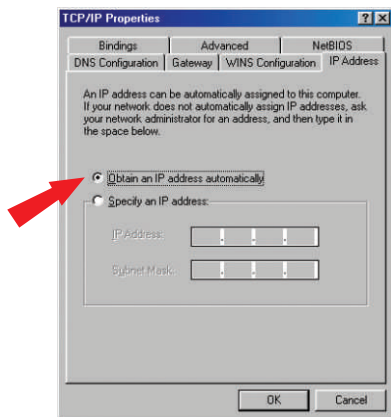 TCP/IP Properties
Bindings Advanced NetBIOS
DNS Configuration Gateway WINS Configuration IP Address
An IP address can be automatically assigned to this computer.
If your network does not automatically assign IP addresses, ask
your network administrator for an address, and then type it in
the space below.
Obtain an IP address automatically
Specify an IP address:
IP Address:
Subnet Mask:
OK Cancel